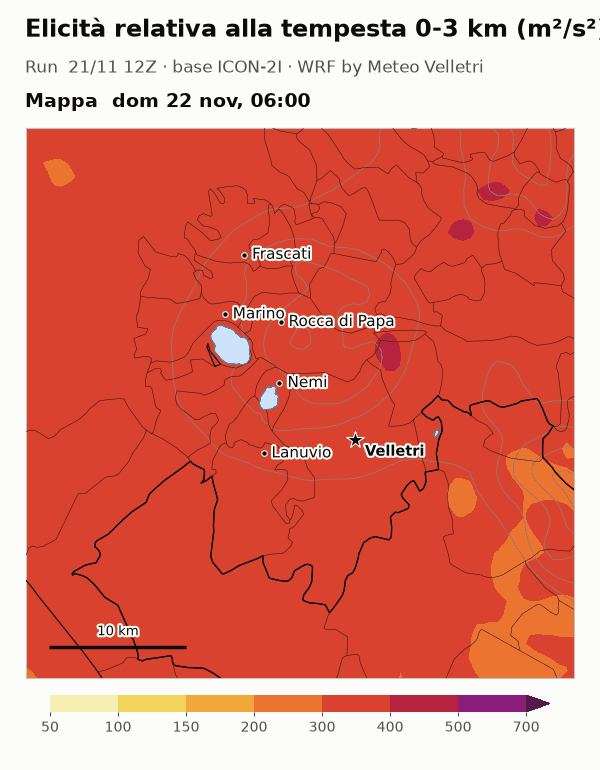 Elicità relativa alla tempesta 0-3 km (m²/s²)
Run 21/11 12Z · base ICON-2I · WRF by Meteo Velletri
Mappa dom 22 nov, 06:00
Frascati
Marino
Rocca di Papa
Nemi
Velletri
Lanuvio
10 km
50 100 150 200 300 400 500 700